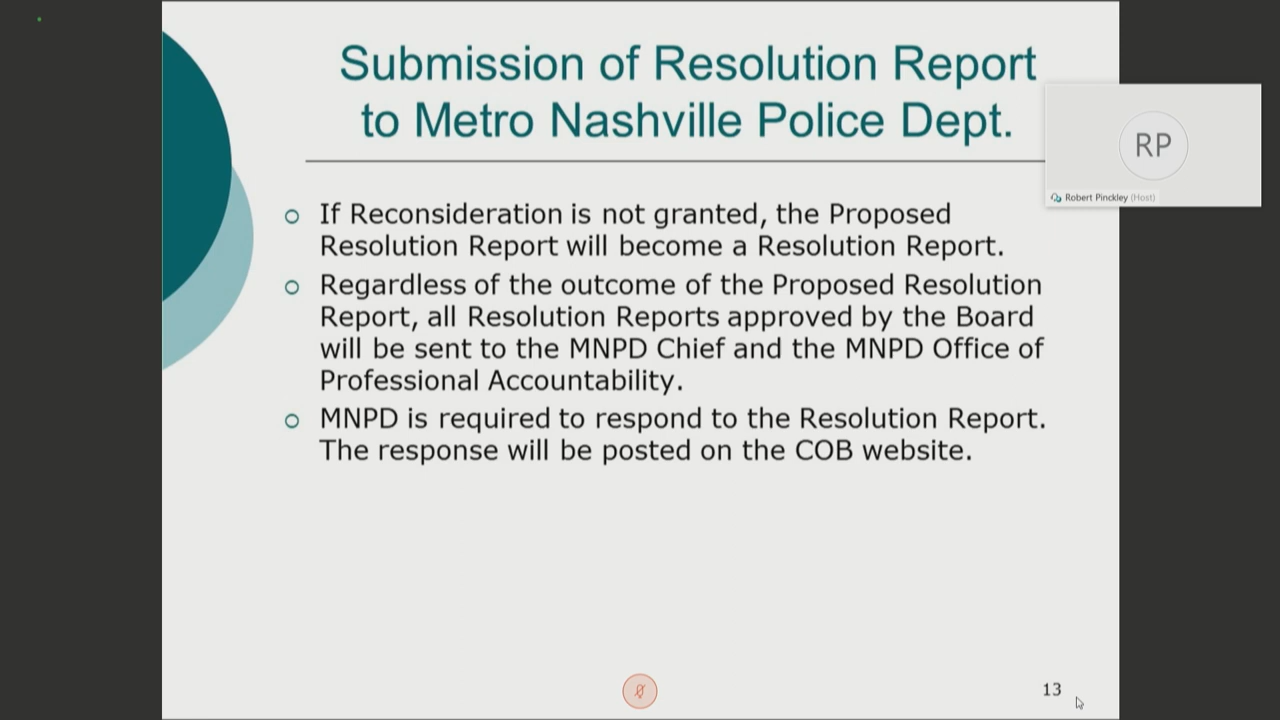 Submission of Resolution Report
to Metro Nashville Police Dept.
RP
Robert Pinckley (Host)
If Reconsideration is not granted, the Proposed
Resolution Report will become a Resolution Report.
Regardless of the outcome of the Proposed Resolution
Report, all Resolution Reports approved by the Board
will be sent to the MNPD Chief and the MNPD Office of
Professional Accountability.
MNPD is required to respond to the Resolution Report.
The response will be posted on the COB website.
13